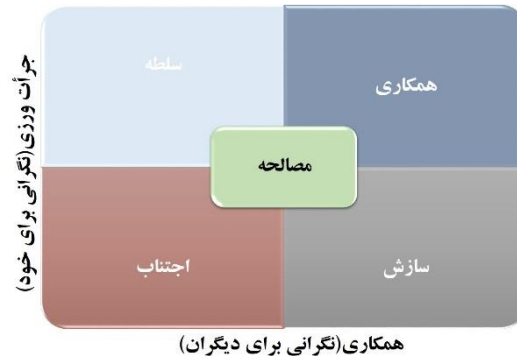 جرأت ورزی(نگرانی برای خود)
همکاری
سلطه
مصالحه
سازش
اجتناب
همکاری(نگرانی برای دیگران)